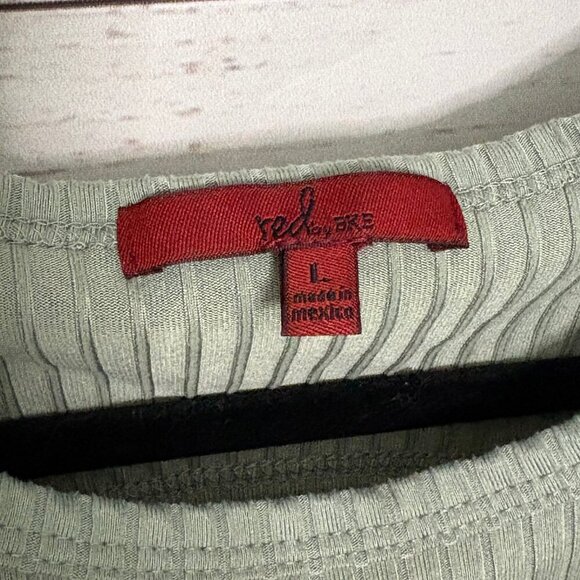 red by BKE
L
made in
mexico